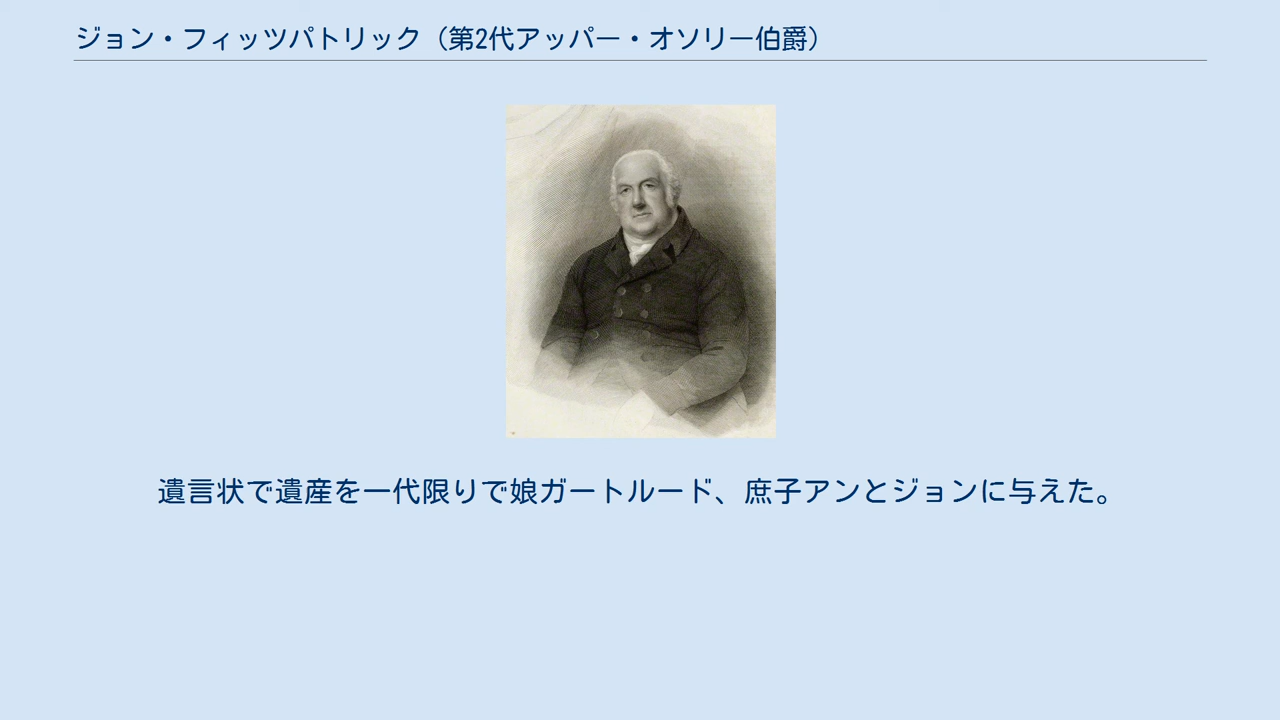 ジョン・フィッツパトリック（第2代アッパー・オソリー伯爵）
遺言状で遺産を一代限りで娘ガートルード、庶子アンとジョンに与えた。